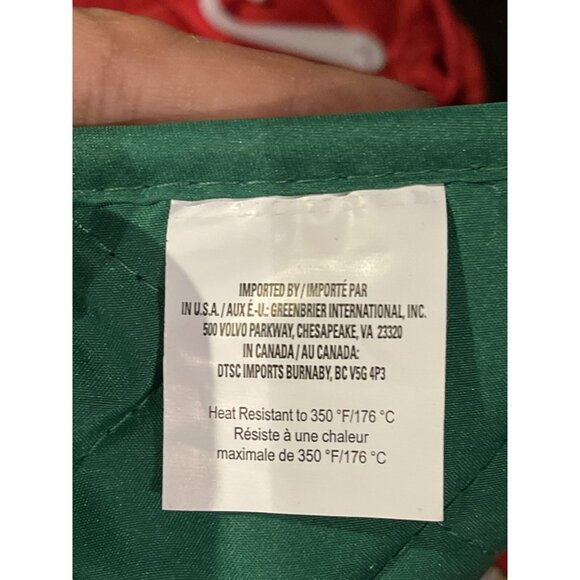 IMPORTED BY / IMPORTÉ PAR
IN U.S.A. / AUX É.-U.: GREENBRIER INTERNATIONAL, INC.
500 VOLVO PARKWAY, CHESAPEAKE, VA 23320
IN CANADA / AU CANADA:
DTSC IMPORTS BURNABY, BC V5G 4P3
Heat Resistant to 350 °F/176 °C
Résiste à une chaleur
maximale de 350 °F/176 °C